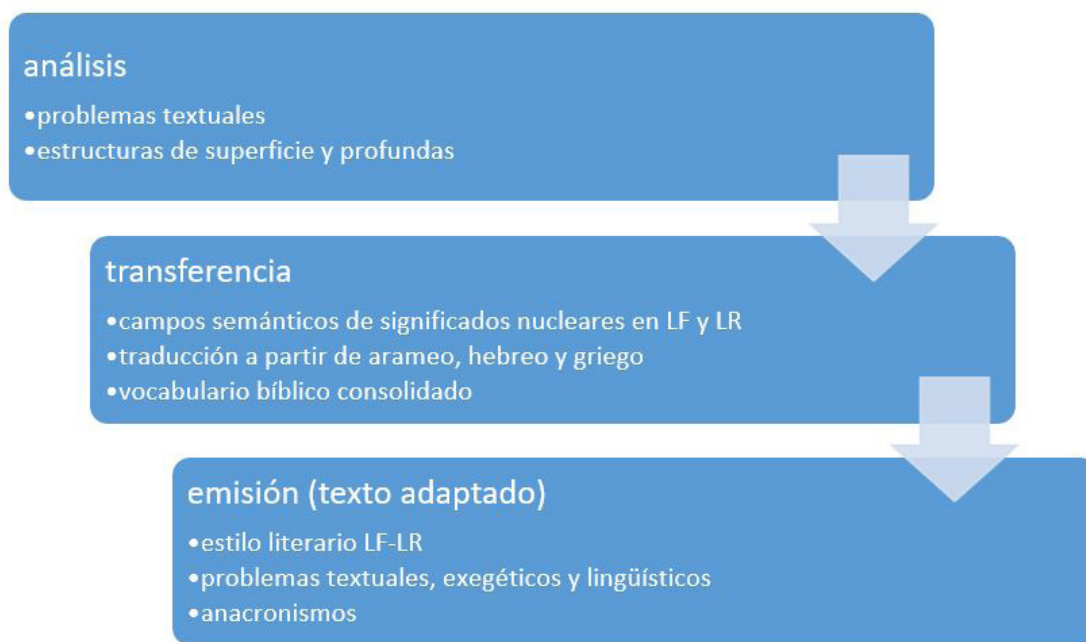 análisis
•problemas textuales
•estructuras de superficie y profundas
transferencia
•campos semánticos de significados nucleares en LF y LR
•traducción a partir de arameo, hebreo y griego
•vocabulario bíblico consolidado
emisión (texto adaptado)
•estilo literario LF-LR
•problemas textuales, exegéticos y lingüísticos
•anacronismos